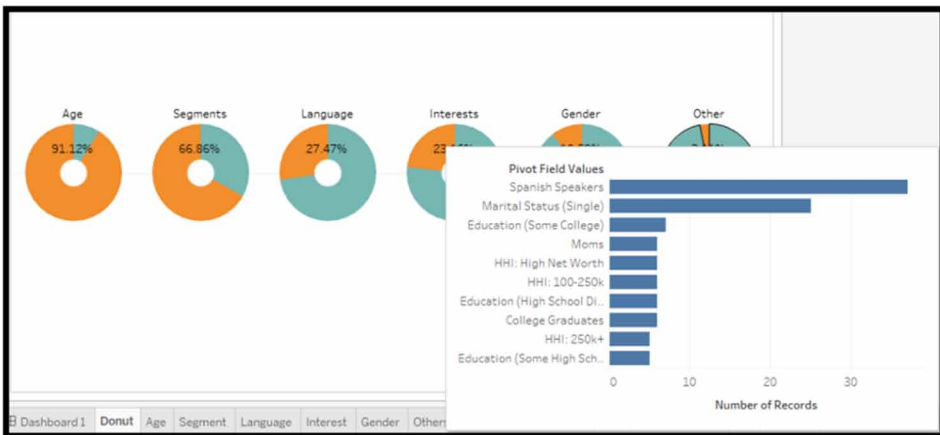 Age Segments Language Interests Gender Other
91.12% 66.86% 27.47%
Pivot Field Values
Spanish Speakers
Marital Status (Single)
Education (Some College)
Moms
HHI: High Net Worth
HHI: 100-250k
Education (High School Di..
College Graduates
HHI: 250k+
Education (Some High Sch..
0 10 20 30
Number of Records
Dashboard 1 Donut Age Segment Language Interest Gender Others